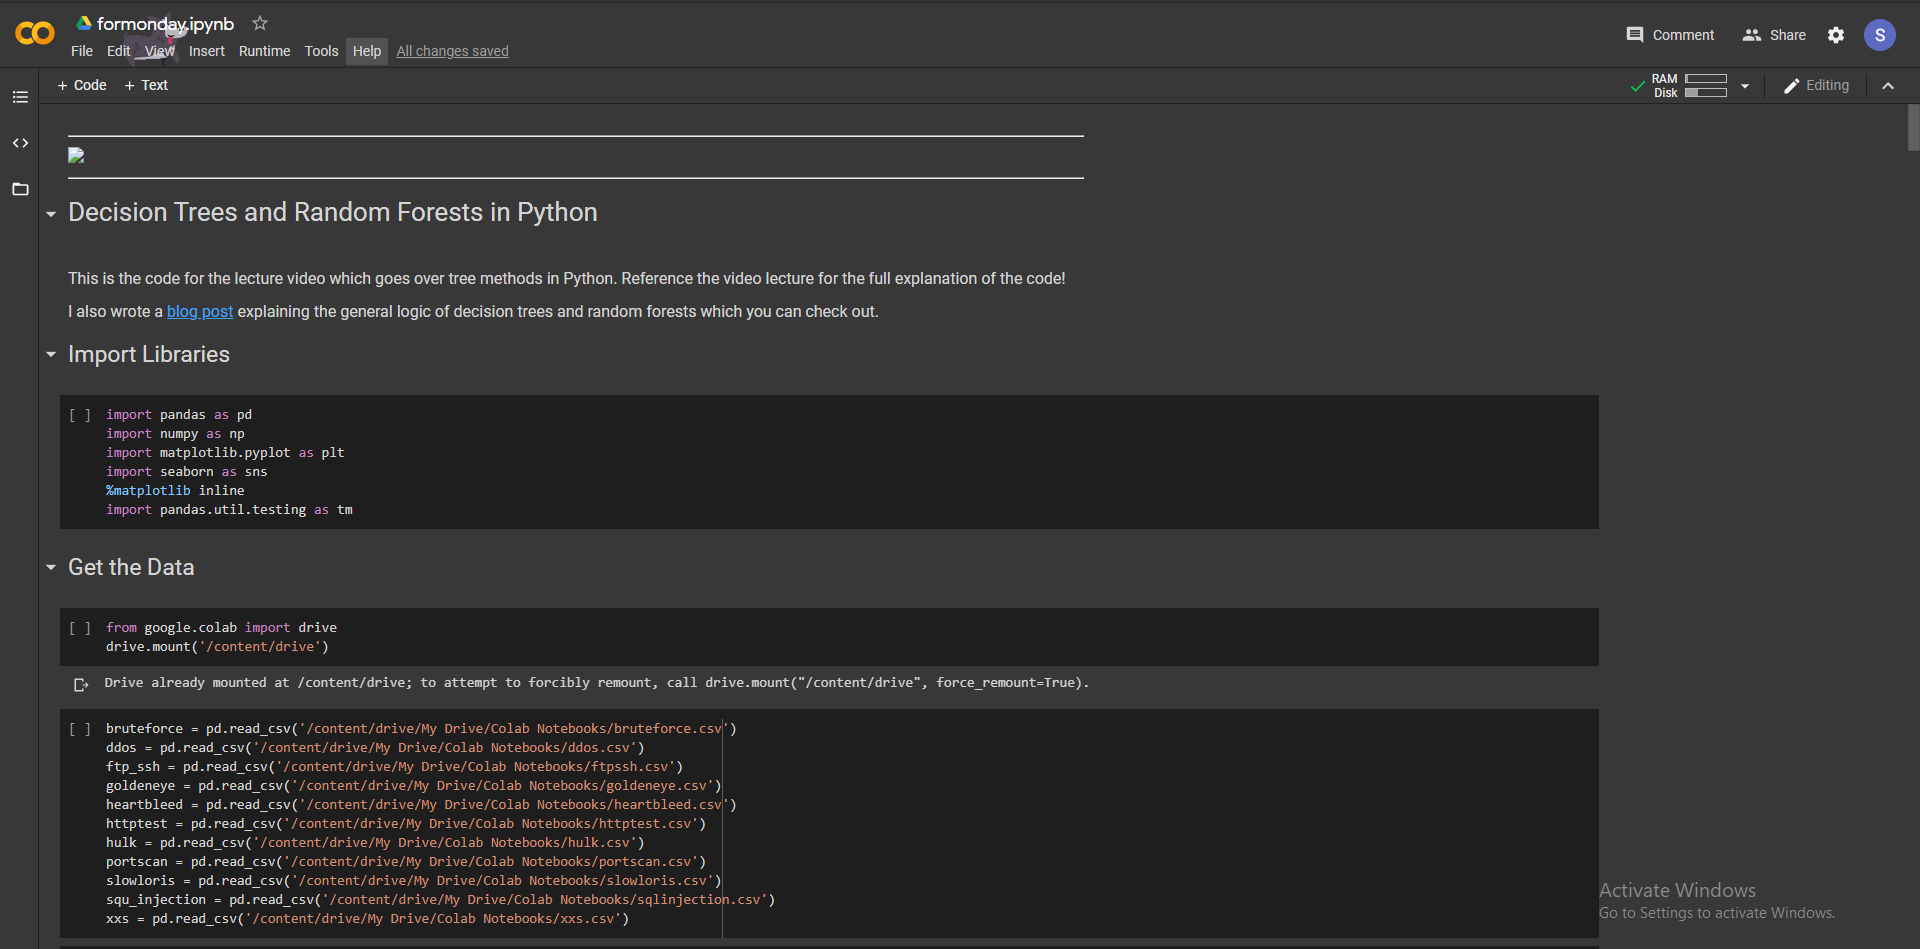 formonday.ipynb
File Edit View Insert Runtime Tools Help All changes saved
Comment Share S
+ Code + Text
RAM
Disk
Editing
Decision Trees and Random Forests in Python
This is the code for the lecture video which goes over tree methods in Python. Reference the video lecture for the full explanation of the code!
I also wrote a blog post explaining the general logic of decision trees and random forests which you can check out.
Import Libraries
[ ] import pandas as pd
import numpy as np
import matplotlib.pyplot as plt
import seaborn as sns
%matplotlib inline
import pandas.util.testing as tm
Get the Data
[ ] from google.colab import drive
drive.mount('/content/drive')
Drive already mounted at /content/drive; to attempt to forcibly remount, call drive.mount("/content/drive", force_remount=True).
[ ] bruteforce = pd.read_csv('/content/drive/My Drive/Colab Notebooks/bruteforce.csv')
ddos = pd.read_csv('/content/drive/My Drive/Colab Notebooks/ddos.csv')
ftp_ssh = pd.read_csv('/content/drive/My Drive/Colab Notebooks/ftpssh.csv')
goldeneye = pd.read_csv('/content/drive/My Drive/Colab Notebooks/goldeneye.csv')
heartbleed = pd.read_csv('/content/drive/My Drive/Colab Notebooks/heartbleed.csv')
httptest = pd.read_csv('/content/drive/My Drive/Colab Notebooks/httptest.csv')
hulk = pd.read_csv('/content/drive/My Drive/Colab Notebooks/hulk.csv')
portscan = pd.read_csv('/content/drive/My Drive/Colab Notebooks/portscan.csv')
slowloris = pd.read_csv('/content/drive/My Drive/Colab Notebooks/slowloris.csv')
squ_injection = pd.read_csv('/content/drive/My Drive/Colab Notebooks/sqlinjection.csv')
xxs = pd.read_csv('/content/drive/My Drive/Colab Notebooks/xxs.csv')
Activate Windows
Go to Settings to activate Windows.